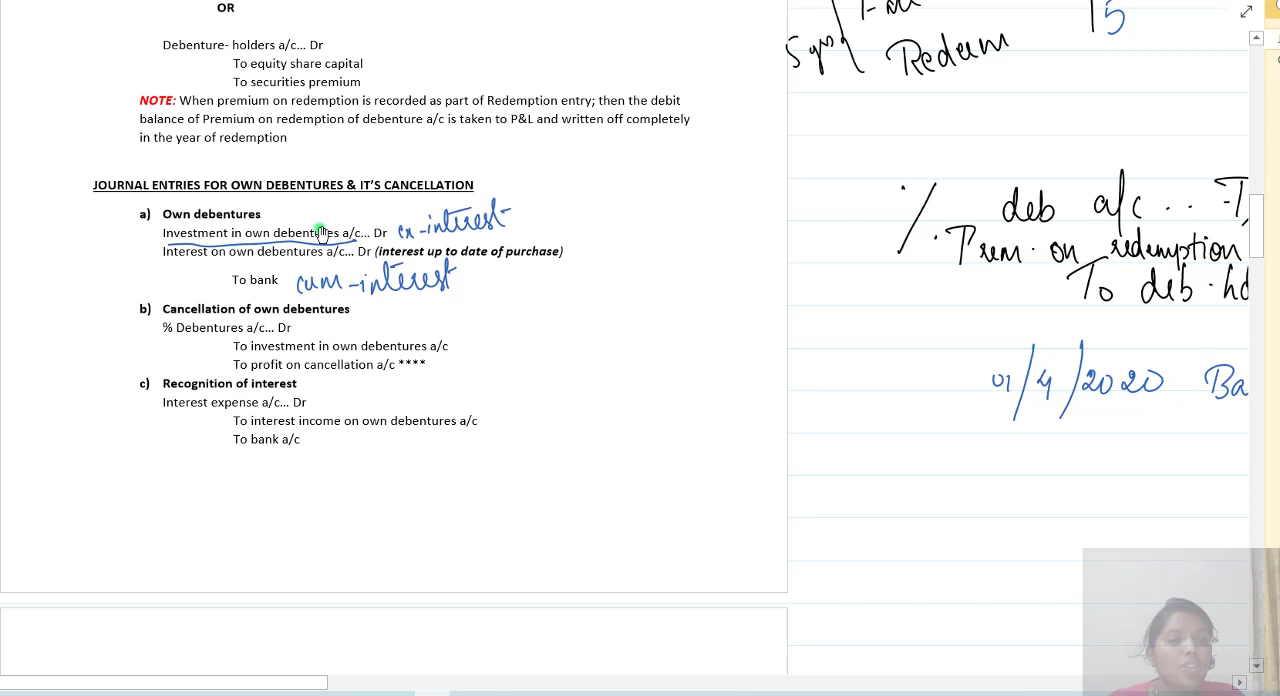 OR
Debenture- holders a/c... Dr
To equity share capital
To securities premium
NOTE: When premium on redemption is recorded as part of Redemption entry; then the debit
balance of Premium on redemption of debenture a/c is taken to P&L and written off completely
in the year of redemption
JOURNAL ENTRIES FOR OWN DEBENTURES & IT'S CANCELLATION
a) Own debentures
Investment in own debentures a/c... Dr ex-interest
Interest on own debentures a/c... Dr (interest up to date of purchase)
To bank cum-interest
b) Cancellation of own debentures
% Debentures a/c... Dr
To investment in own debentures a/c
To profit on cancellation a/c ****
c) Recognition of interest
Interest expense a/c... Dr
To interest income on own debentures a/c
To bank a/c
15
5 yrs Redeem
% deb a/c ..
Prem. on redemption
To deb.
01/4/2020 Ba